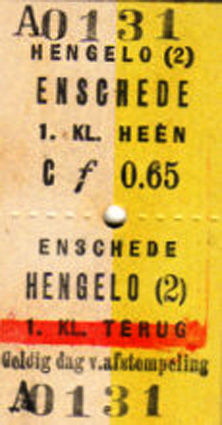 A0131
HENGELO (2)
ENSCHEDE
1. KL. HEEN
C f 0.65
ENSCHEDE
HENGELO (2)
1. KL. TERUG
Geldig dag v.afstempeling
A0131